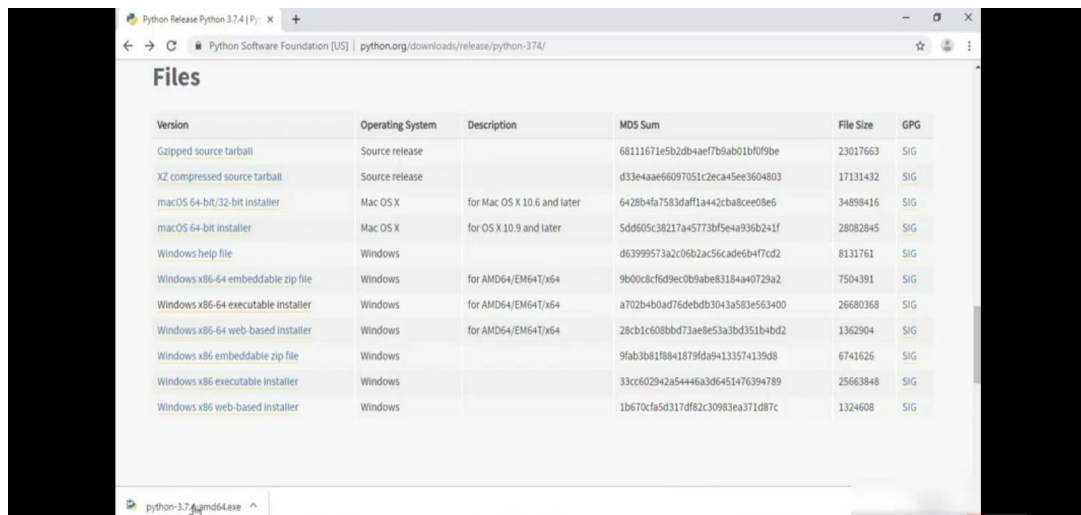 Python Release Python 3.7.4 | Py
Python Software Foundation [US] | python.org/downloads/release/python-374/
Files
Version Operating System Description MD5 Sum File Size GPG
Gzipped source tarball Source release 68111671e5b2db4aef7b9ab01bf0f9be 23017663 SIG
XZ compressed source tarball Source release d33e4aae66097051c2eca45ee3604803 17131432 SIG
macOS 64-bit/32-bit installer Mac OS X for Mac OS X 10.6 and later 6428b4fa7583daff1a442cba8cee08e6 34898416 SIG
macOS 64-bit installer Mac OS X for OS X 10.9 and later 5dd605c38217a45773bf5e4a936b241f 28082845 SIG
Windows help file Windows d63999573a2c06b2ac56cade6b4f7cd2 8131761 SIG
Windows x86-64 embeddable zip file Windows for AMD64/EM64T/x64 9b00c8cf6d9ec0b9abe83184a40729a2 7504391 SIG
Windows x86-64 executable installer Windows for AMD64/EM64T/x64 a702b4b0ad76debdb3043a583e563400 26680368 SIG
Windows x86-64 web-based installer Windows for AMD64/EM64T/x64 28cb1c608bbd73ae8e53a3bd351b4bd2 1362904 SIG
Windows x86 embeddable zip file Windows 9fab3b81f8841879fda94133574139d8 6741626 SIG
Windows x86 executable installer Windows 33cc602942a54446a3d6451476394789 25663848 SIG
Windows x86 web-based installer Windows 1b670cfa5d317df82c30983ea371d87c 1324608 SIG
python-3.7.4-amd64.exe